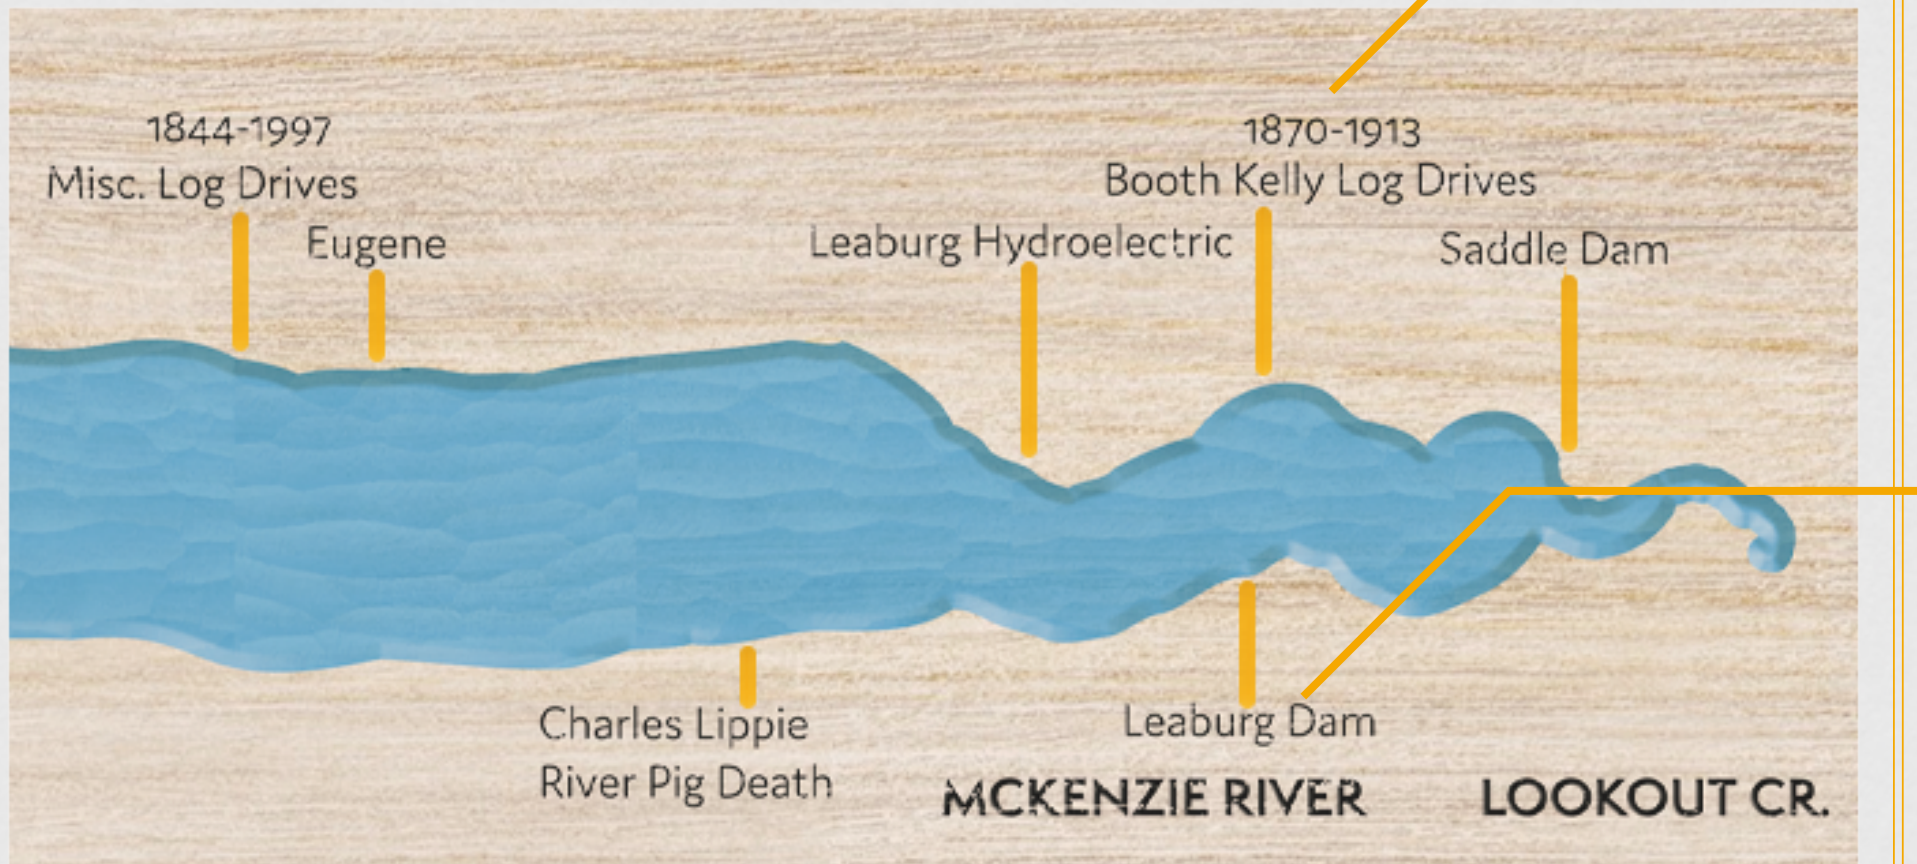 1844-1997
Misc. Log Drives
Eugene
Leaburg Hydroelectric
1870-1913
Booth Kelly Log Drives
Saddle Dam
Charles Lippie
River Pig Death
Leaburg Dam
MCKENZIE RIVER
LOOKOUT CR.